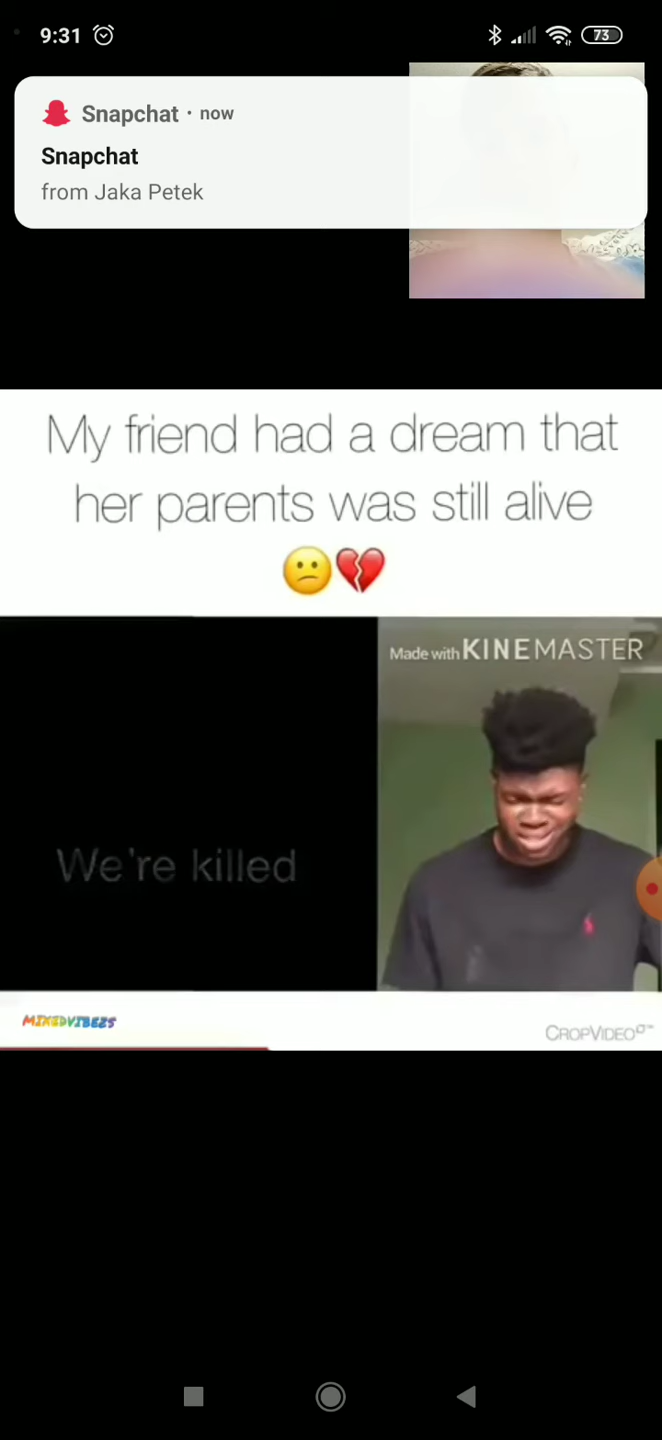 9:31
73
Snapchat · now
Snapchat
from Jaka Petek
My friend had a dream that
her parents was still alive
😕💔
Made with KINEMASTER
We're killed
MIXEDVIBEZS
CROPVIDEO